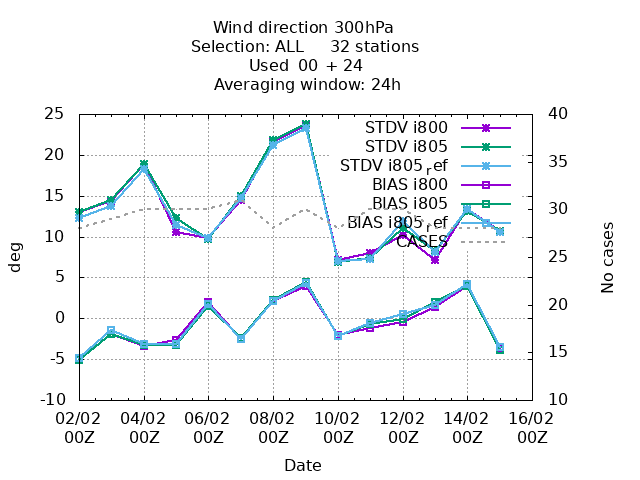 Wind direction 300hPa
Selection: ALL 32 stations
Used 00 + 24
Averaging window: 24h
25 40
20 35
15 30
10 25
5 20
0 15
-5 10
-10
deg
No cases
STDV i800
STDV i805
STDV i805ref
BIAS i800
BIAS i805
BIAS i805ref
CASES
02/02 04/02 06/02 08/02 10/02 12/02 14/02 16/02
00Z 00Z 00Z 00Z 00Z 00Z 00Z 00Z
Date